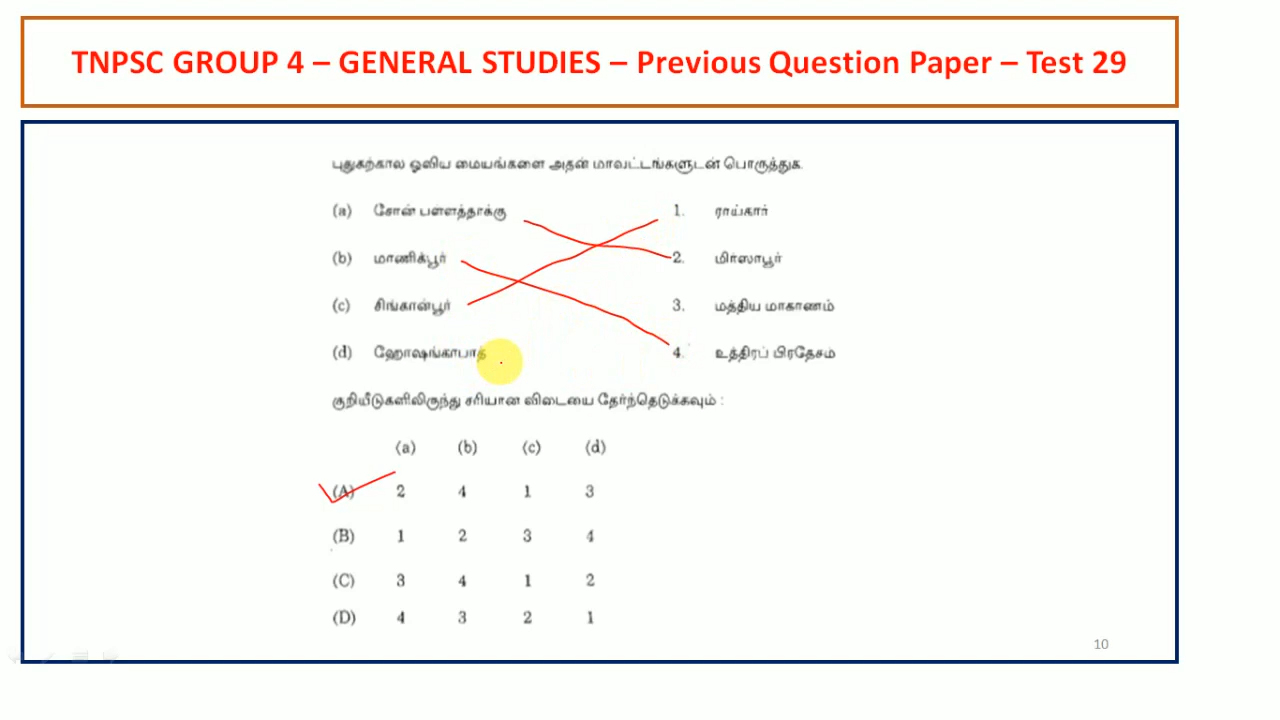 TNPSC GROUP 4 – GENERAL STUDIES – Previous Question Paper – Test 29
புதுகற்கால ஓவிய மையங்களை அதன் மாவட்டங்களுடன் பொருத்துக.
(a) சோன் பள்ளத்தாக்கு 1. ராய்கார்
(b) மாணிக்பூர் 2. மிர்ஸாபூர்
(c) சிங்கான்பூர் 3. மத்திய மாகாணம்
(d) ஹோஷங்காபாத் 4. உத்திரப் பிரதேசம்
குறியீடுகளிலிருந்து சரியான விடையை தேர்ந்தெடுக்கவும் :
(a) (b) (c) (d)
(A) 2 4 1 3
(B) 1 2 3 4
(C) 3 4 1 2
(D) 4 3 2 1
10